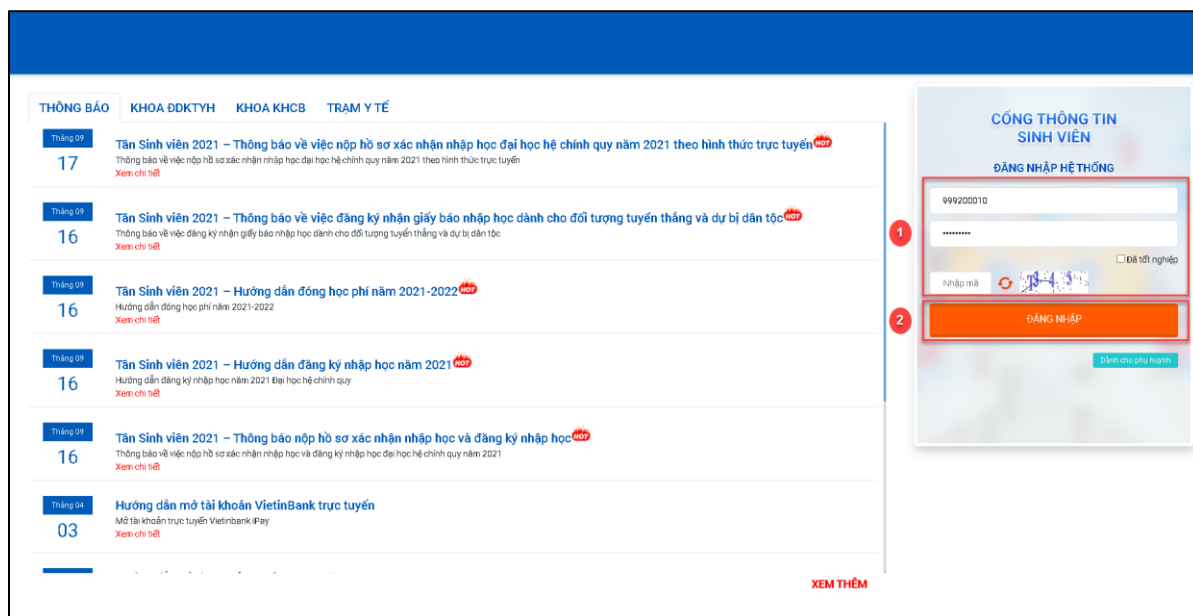 THÔNG BÁO
KHOA ĐDKTYH
KHOA KHCB
TRẠM Y TẾ
Tháng 09
17
Tân Sinh viên 2021 – Thông báo về việc nộp hồ sơ xác nhận nhập học đại học hệ chính quy năm 2021 theo hình thức trực tuyến HOT
Thông báo về việc nộp hồ sơ xác nhận nhập học đại học hệ chính quy năm 2021 theo hình thức trực tuyến
Xem chi tiết
Tháng 09
16
Tân Sinh viên 2021 – Thông báo về việc đăng ký nhận giấy báo nhập học dành cho đối tượng tuyển thẳng và dự bị dân tộc HOT
Thông báo về việc đăng ký nhận giấy báo nhập học dành cho đối tượng tuyển thẳng và dự bị dân tộc
Xem chi tiết
Tháng 09
16
Tân Sinh viên 2021 – Hướng dẫn đóng học phí năm 2021-2022 HOT
Hướng dẫn đóng học phí năm 2021-2022
Xem chi tiết
Tháng 09
16
Tân Sinh viên 2021 – Hướng dẫn đăng ký nhập học năm 2021 HOT
Hướng dẫn đăng ký nhập học năm 2021 Đại học hệ chính quy
Xem chi tiết
Tháng 09
16
Tân Sinh viên 2021 – Thông báo nộp hồ sơ xác nhận nhập học và đăng ký nhập học HOT
Thông báo về việc nộp hồ sơ xác nhận nhập học và đăng ký nhập học đại học hệ chính quy năm 2021
Xem chi tiết
Tháng 04
03
Hướng dẫn mở tài khoản VietinBank trực tuyến
Mở tài khoản trực tuyến Vietinbank iPay
Xem chi tiết
XEM THÊM
CỔNG THÔNG TIN
SINH VIÊN
ĐĂNG NHẬP HỆ THỐNG
1
999200010
•••••••••
Đã tốt nghiệp
Nhập mã
2
ĐĂNG NHẬP
Dành cho phụ huynh